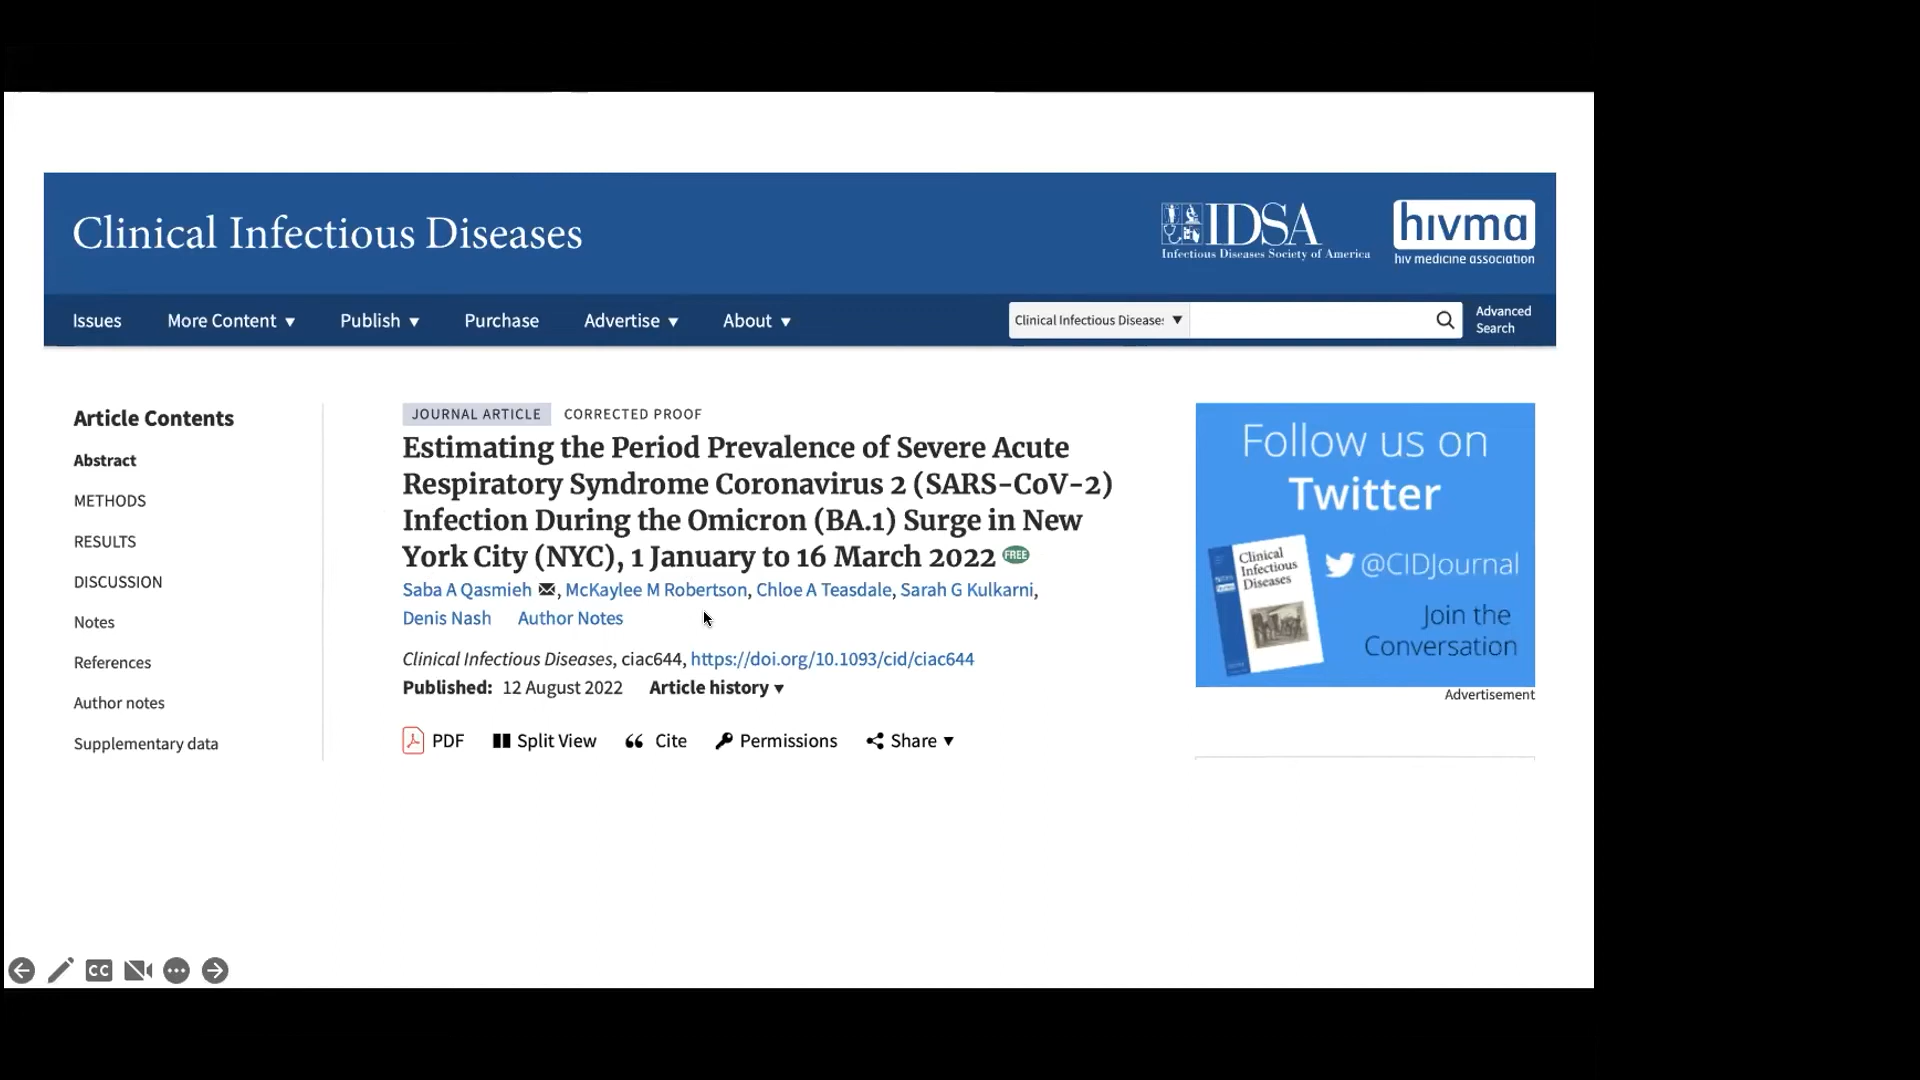 Clinical Infectious Diseases
IDSA
Infectious Diseases Society of America
hivma
hiv medicine association
Issues
More Content ▼
Publish ▼
Purchase
Advertise ▼
About ▼
Clinical Infectious Disease: ▼
Advanced
Search
Article Contents
Abstract
METHODS
RESULTS
DISCUSSION
Notes
References
Author notes
Supplementary data
JOURNAL ARTICLE CORRECTED PROOF
Estimating the Period Prevalence of Severe Acute
Respiratory Syndrome Coronavirus 2 (SARS-CoV-2)
Infection During the Omicron (BA.1) Surge in New
York City (NYC), 1 January to 16 March 2022 FREE
Saba A Qasmieh, McKaylee M Robertson, Chloe A Teasdale, Sarah G Kulkarni,
Denis Nash Author Notes
Clinical Infectious Diseases, ciac644, https://doi.org/10.1093/cid/ciac644
Published: 12 August 2022 Article history ▼
PDF Split View Cite Permissions Share ▼
Follow us on
Twitter
Clinical
Infectious
Diseases
@CIDJournal
Join the
Conversation
Advertisement
CC